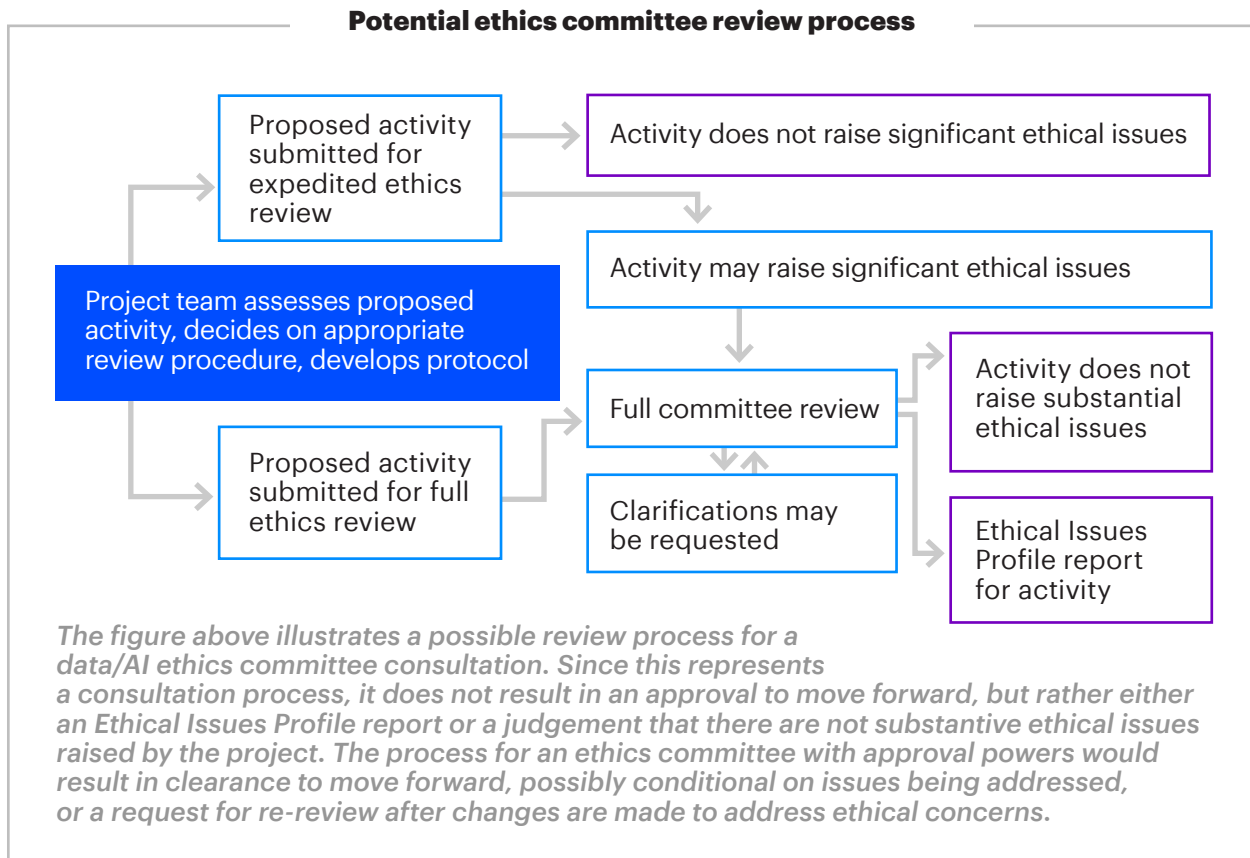 Potential ethics committee review process
Proposed activity
submitted for
expedited ethics
review
Activity does not raise significant ethical issues
Activity may raise significant ethical issues
Project team assesses proposed
activity, decides on appropriate
review procedure, develops protocol
Full committee review
Activity does not
raise substantial
ethical issues
Proposed activity
submitted for full
ethics review
Clarifications may
be requested
Ethical Issues
Profile report
for activity
The figure above illustrates a possible review process for a
data/AI ethics committee consultation. Since this represents
a consultation process, it does not result in an approval to move forward, but rather either
an Ethical Issues Profile report or a judgement that there are not substantive ethical issues
raised by the project. The process for an ethics committee with approval powers would
result in clearance to move forward, possibly conditional on issues being addressed,
or a request for re-review after changes are made to address ethical concerns.